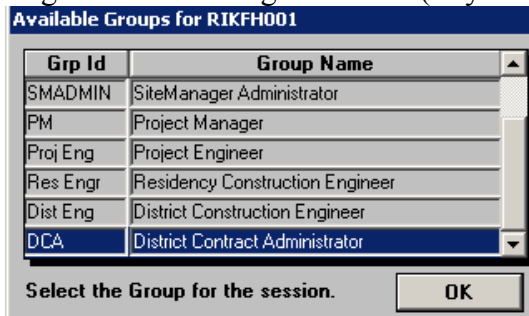 Available Groups for RIKFH001
Grp Id Group Name
SMADMIN SiteManager Administrator
PM Project Manager
Proj Eng Project Engineer
Res Engr Residency Construction Engineer
Dist Eng District Construction Engineer
DCA District Contract Administrator
Select the Group for the session. OK